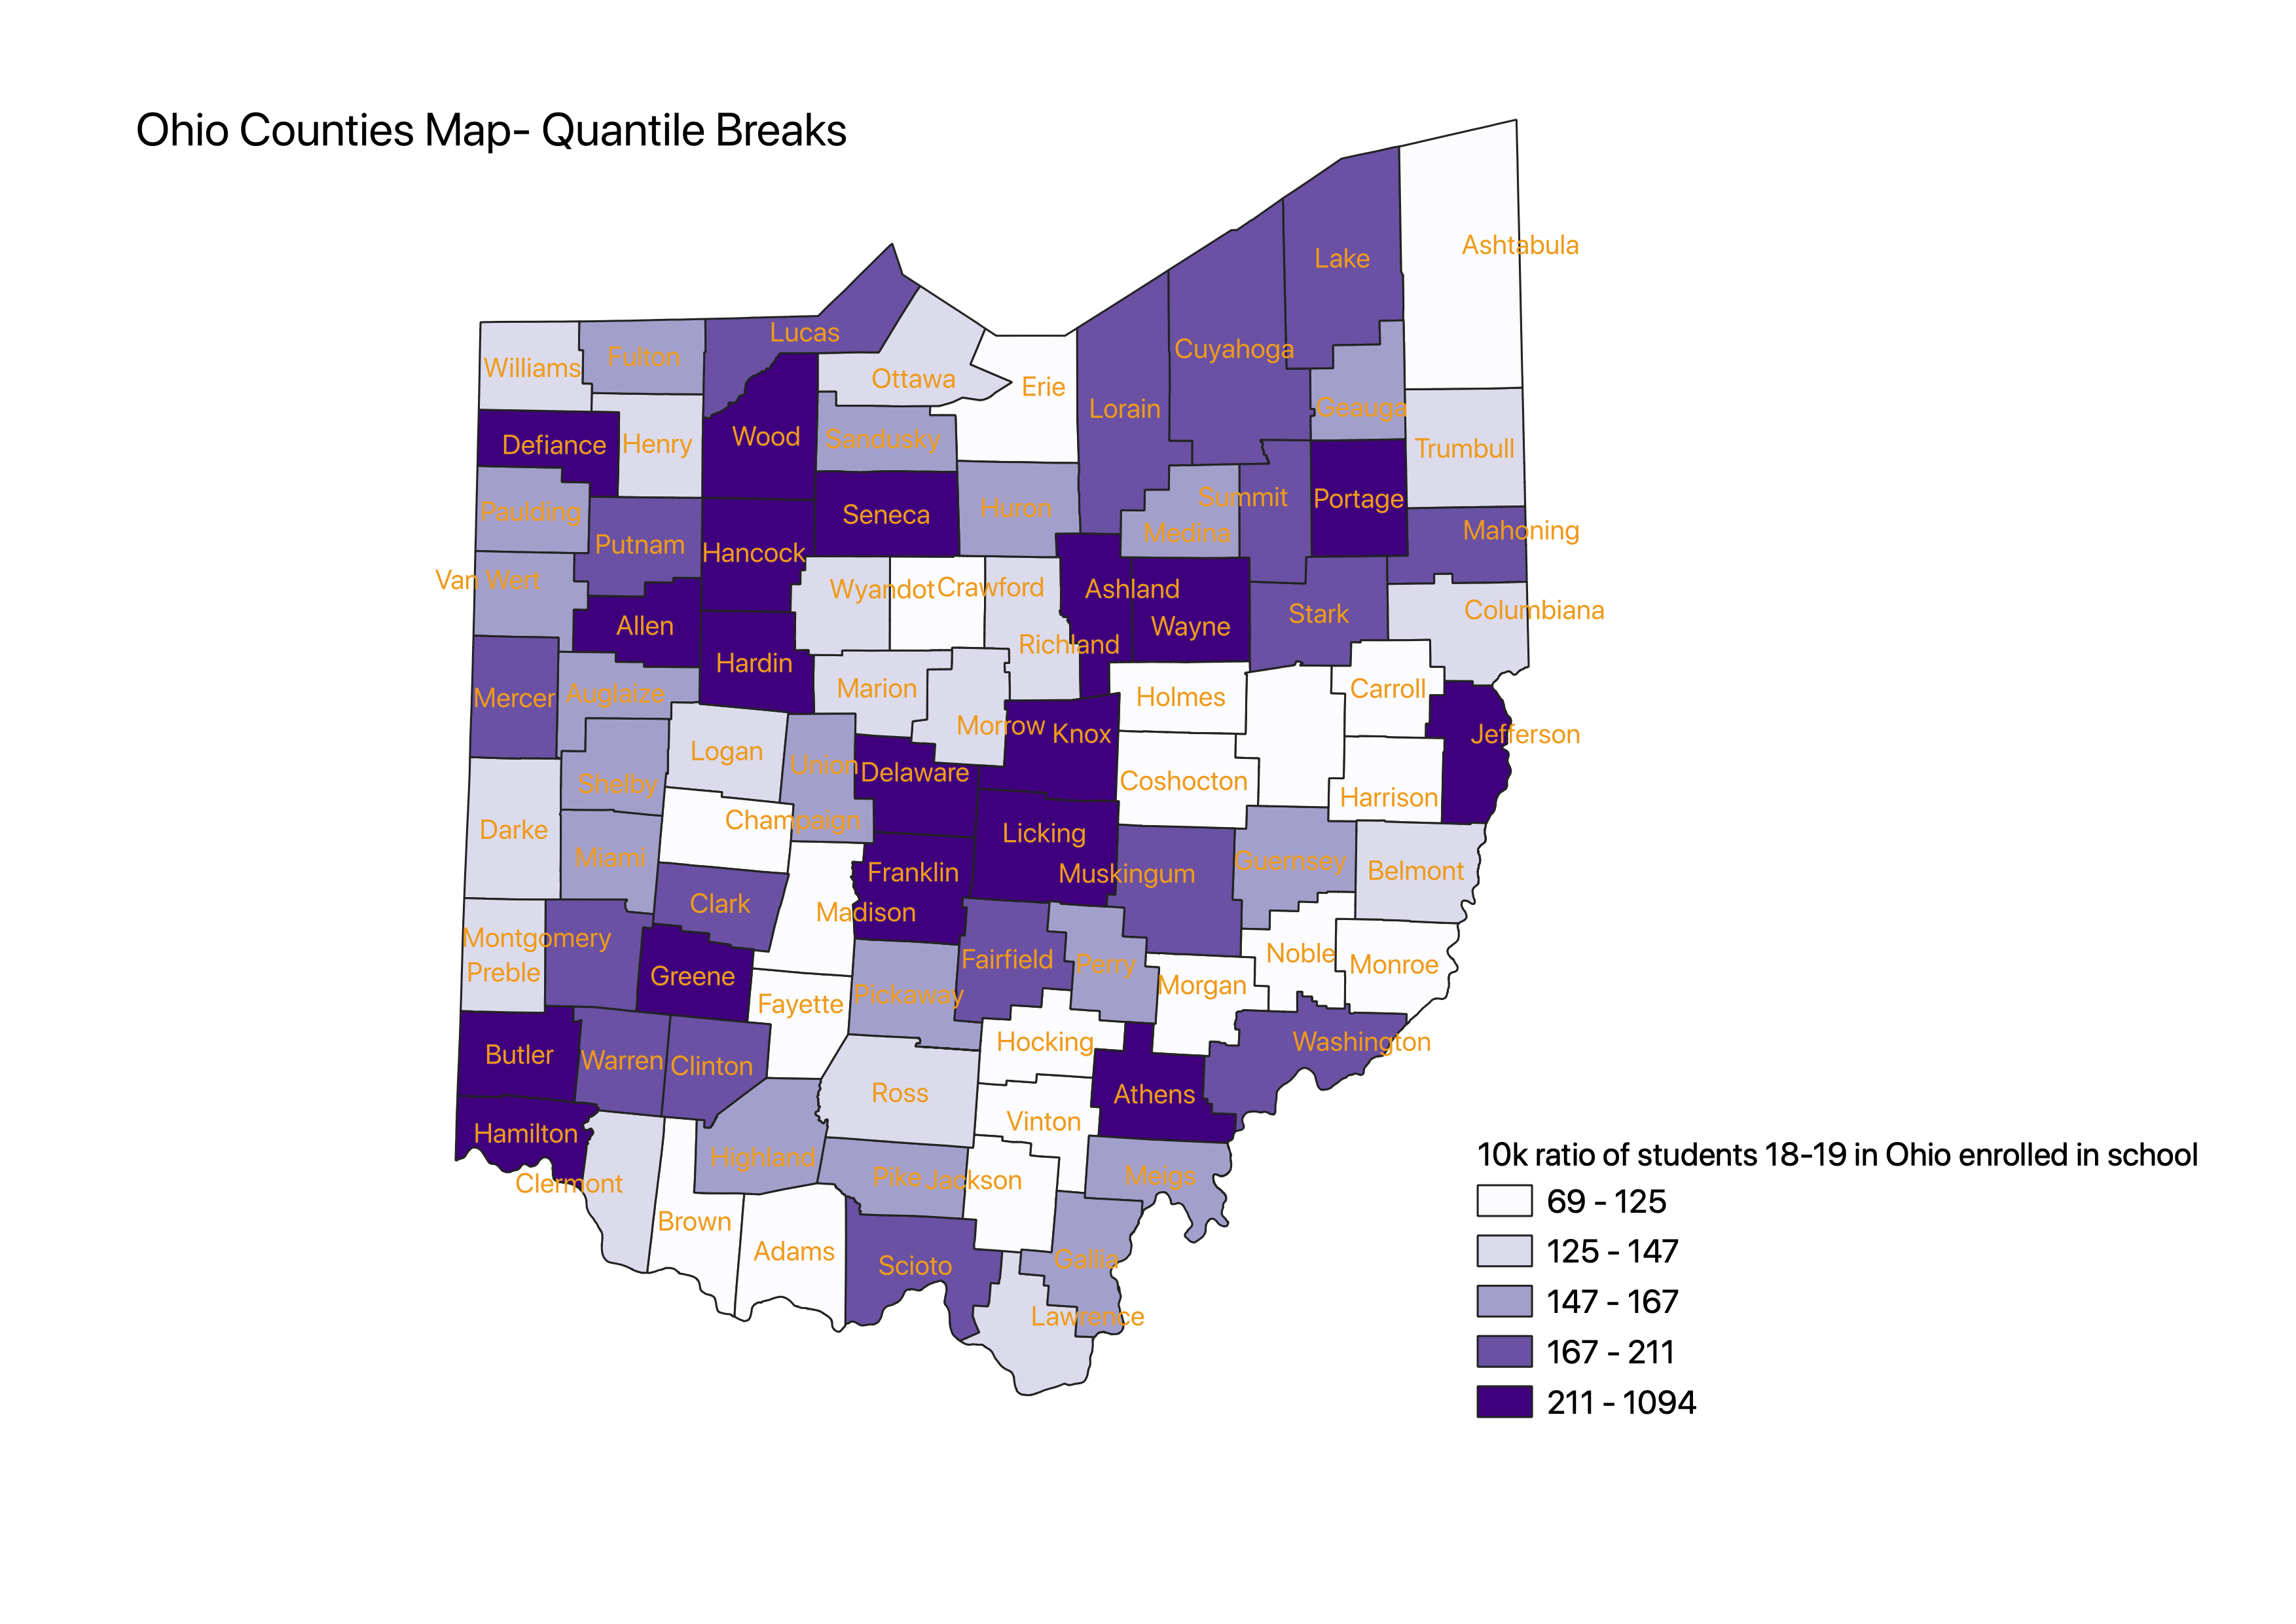 Ohio Counties Map- Quantile Breaks
Ashtabula
Lake
Lucas
Cuyahoga
Williams
Fulton
Ottawa
Erie
Lorain
Geauga
Defiance
Henry
Wood
Sandusky
Trumbull
Paulding
Seneca
Huron
Summit
Portage
Medina
Mahoning
Putnam
Hancock
Van Wert
Wyandot
Crawford
Ashland
Columbiana
Allen
Wayne
Stark
Richland
Hardin
Mercer
Auglaize
Marion
Holmes
Carroll
Morrow
Knox
Jefferson
Logan
Union
Delaware
Shelby
Coshocton
Harrison
Darke
Champaign
Licking
Miami
Franklin
Muskingum
Guernsey
Belmont
Clark
Madison
Montgomery
Preble
Greene
Fairfield
Perry
Noble
Monroe
Fayette
Pickaway
Morgan
Butler
Warren
Clinton
Hocking
Washington
Ross
Athens
Vinton
Hamilton
Clermont
Highland
Pike
Jackson
Meigs
Brown
Adams
Scioto
Gallia
Lawrence
10k ratio of students 18-19 in Ohio enrolled in school
69 - 125
125 - 147
147 - 167
167 - 211
211 - 1094